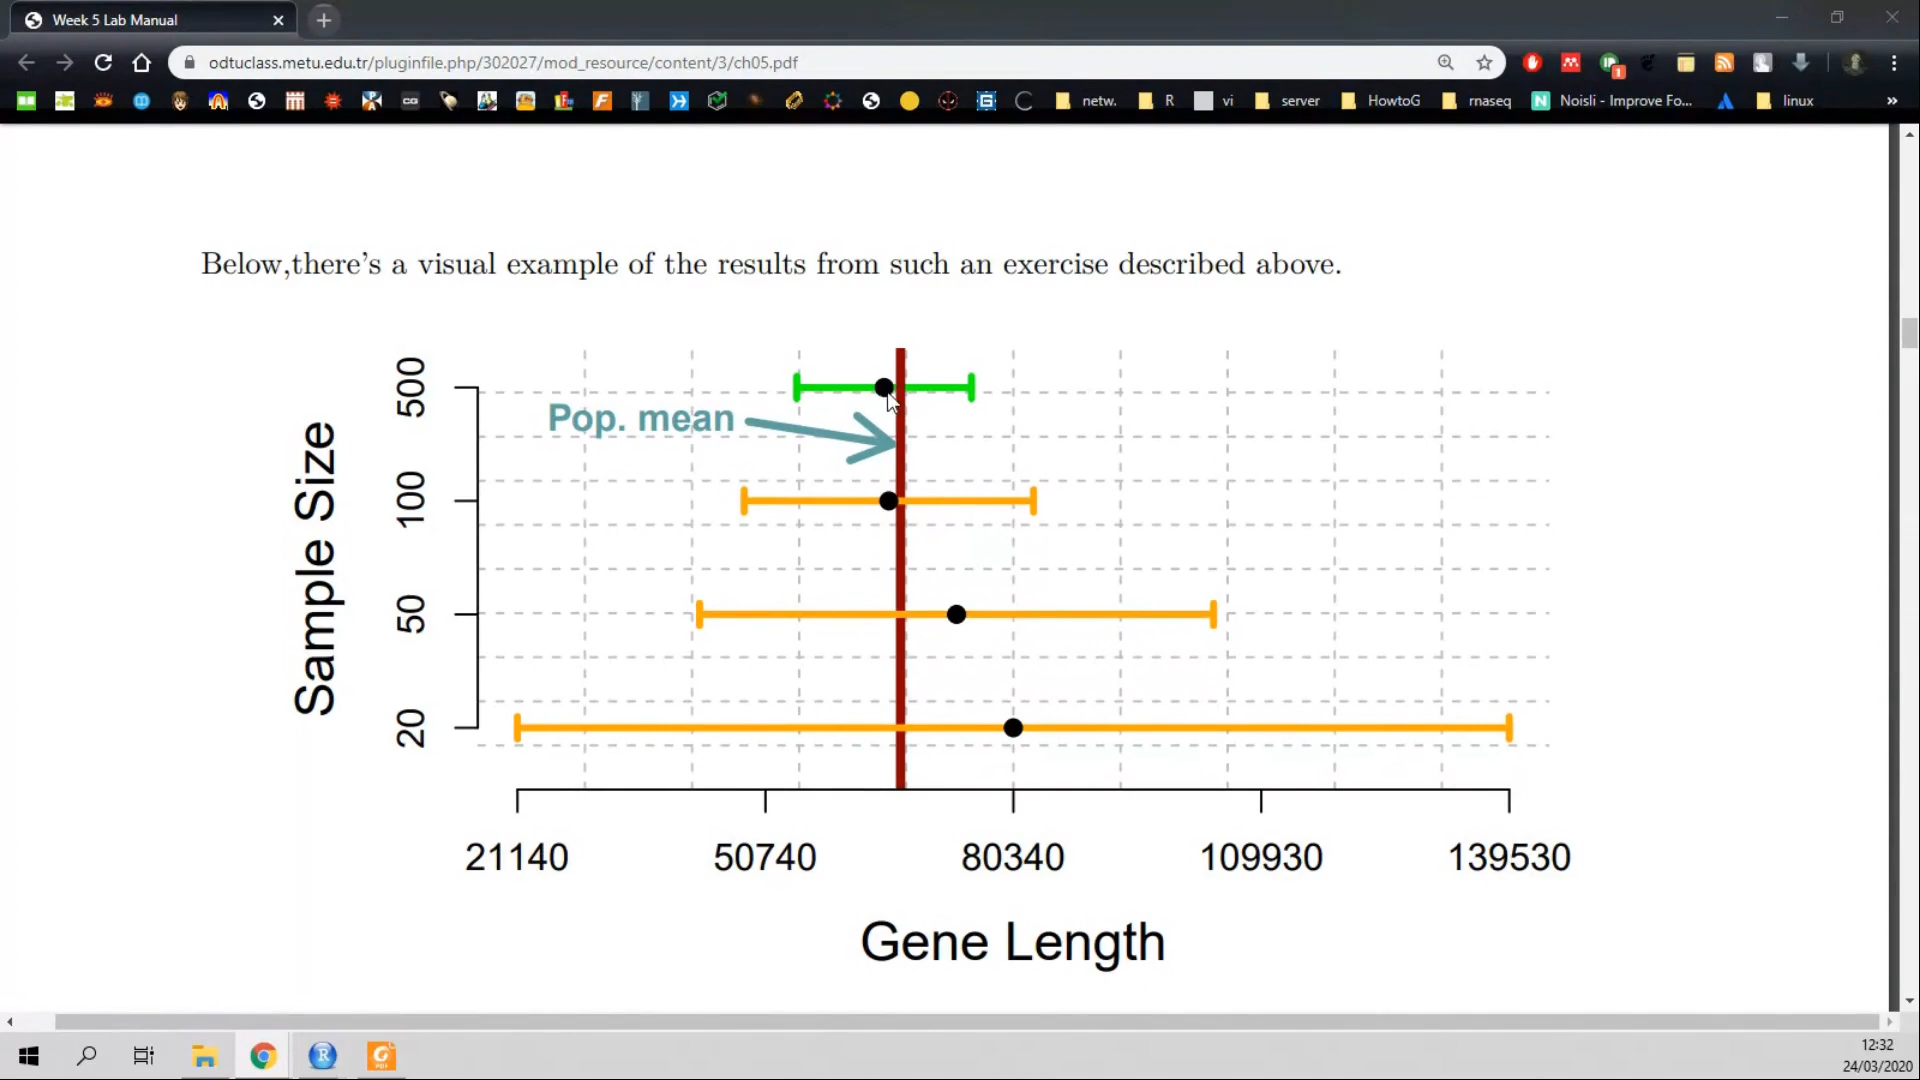 Week 5 Lab Manual
odtuclass.metu.edu.tr/pluginfile.php/302027/mod_resource/content/3/ch05.pdf
1
CG
netw.
R
vi
server
HowtoG
rnaseq
N
Noisli - Improve Fo...
linux
»
Below,there's a visual example of the results from such an exercise described above.
500
Pop. mean
100
50
20
Sample Size
21140 50740 80340 109930 139530
Gene Length
12:32
24/03/2020